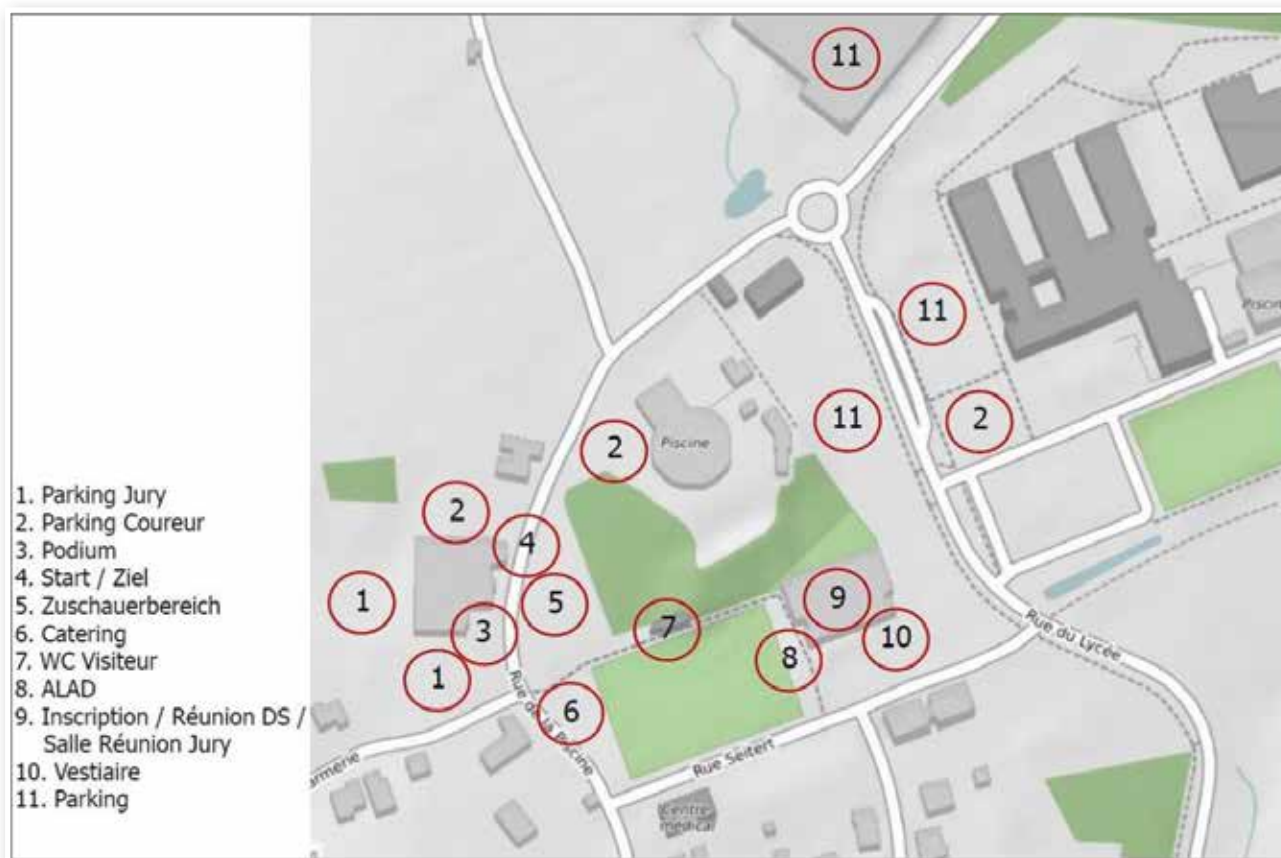 1. Parking Jury
2. Parking Coureur
3. Podium
4. Start / Ziel
5. Zuschauerbereich
6. Catering
7. WC Visiteur
8. ALAD
9. Inscription / Réunion DS /
Salle Réunion Jury
10. Vestiaire
11. Parking
11
11
11
2
2
2
Piscine
4
1
5
9
3
7
10
8
1
6
Rue de la Piscine
Rue Seitert
Rue du Lycée
Centre
médical